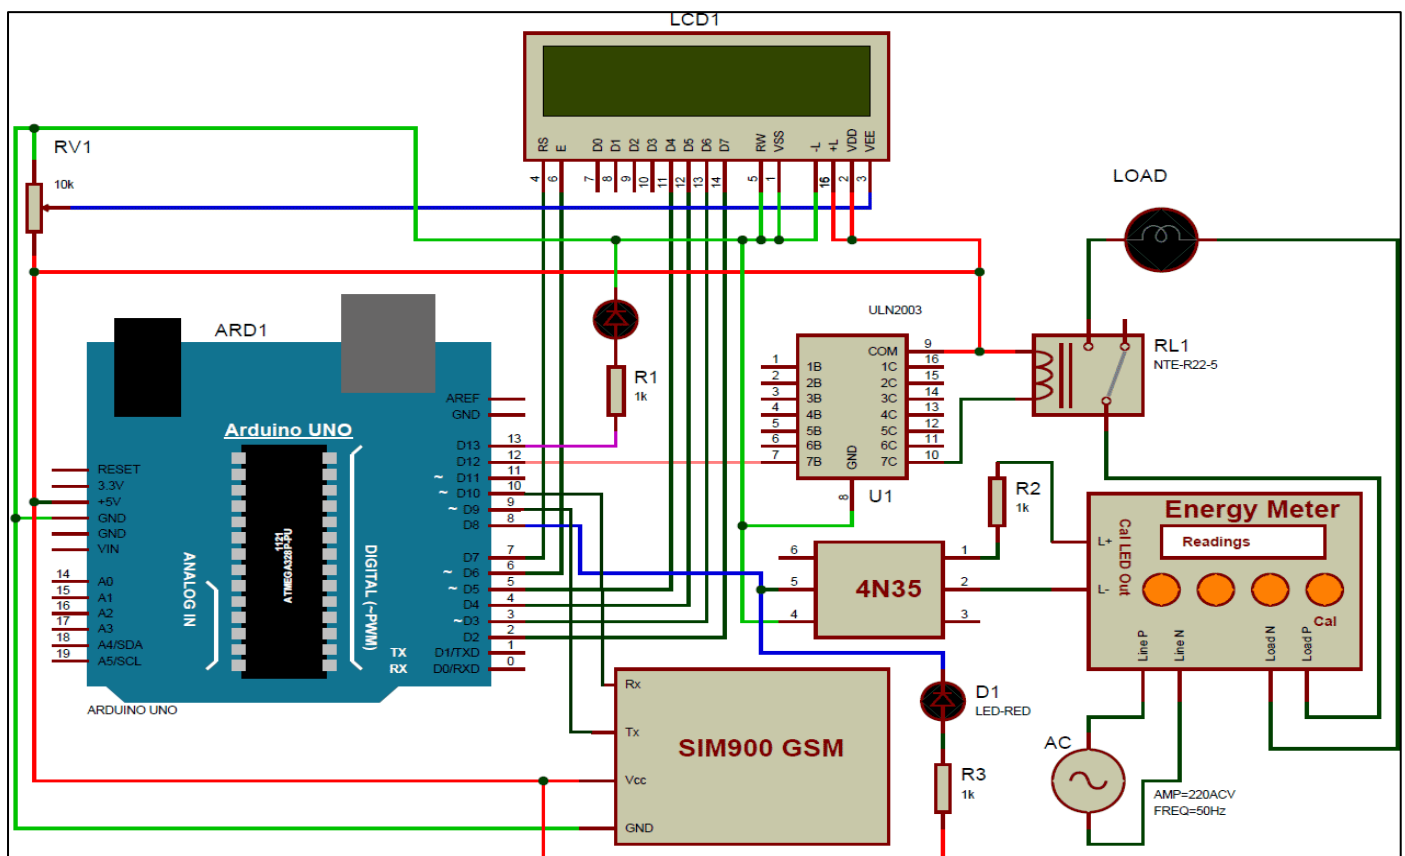 LCD1
RS
E
D0
D1
D2
D3
D4
D5
D6
D7
RW
VSS
-L
+L
VDD
VEE
4
6
7
8
9
10
11
12
13
14
5
1
2
3
RV1
10k
LOAD
ARD1
Arduino UNO
1121
ATMEGA328P-PU
ANALOG IN
DIGITAL (~PWM)
RESET
3.3V
+5V
GND
GND
VIN
14 A0
15 A1
16 A2
17 A3
18 A4/SDA
19 A5/SCL
AREF
GND
D13 13
D12 12
~ D11 11
~ D10 10
~ D9 9
D8 8
D7 7
~ D6 6
~ D5 5
D4 4
~D3 3
D2 2
TX D1/TXD 1
RX D0/RXD 0
ARDUINO UNO
R1
1k
ULN2003
1 1B
2 2B
3 3B
4 4B
5 5B
6 6B
7 7B
COM 9
1C 16
2C 15
3C 14
4C 13
5C 12
6C 11
7C 10
GND
8
U1
RL1
NTE-R22-5
R2
1k
4N35
6
5
4
1
2
3
Energy Meter
Readings
Cal LED Out
L+
L-
Cal
Line P
Line N
Load N
Load P
Rx
Tx
Vcc
GND
SIM900 GSM
D1
LED-RED
R3
1k
AC
AMP=220ACV
FREQ=50Hz